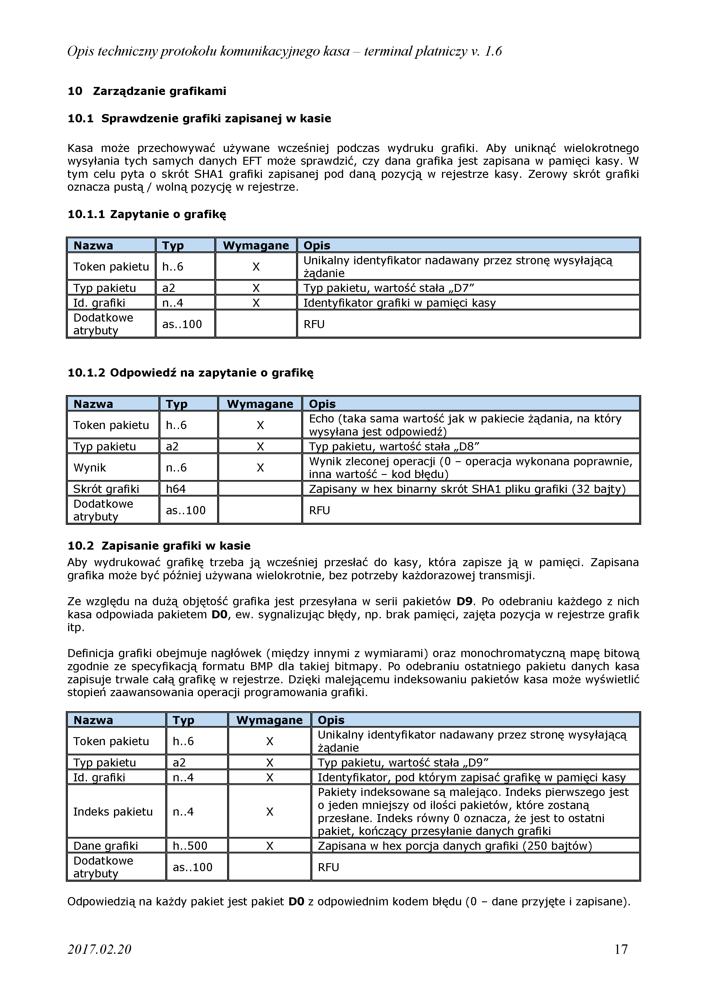 Opis techniczny protokołu komunikacyjnego kasa – terminal płatniczy v. 1.6
10 Zarządzanie grafikami
10.1 Sprawdzenie grafiki zapisanej w kasie
Kasa może przechowywać używane wcześniej podczas wydruku grafiki. Aby uniknąć wielokrotnego
wysyłania tych samych danych EFT może sprawdzić, czy dana grafika jest zapisana w pamięci kasy. W
tym celu pyta o skrót SHA1 grafiki zapisanej pod daną pozycją w rejestrze kasy. Zerowy skrót grafiki
oznacza pustą / wolną pozycję w rejestrze.
10.1.1 Zapytanie o grafikę
Nazwa Typ Wymagane Opis
Token pakietu h..6 X Unikalny identyfikator nadawany przez stronę wysyłającą
żądanie
Typ pakietu a2 X Typ pakietu, wartość stała „D7”
Id. grafiki n..4 X Identyfikator grafiki w pamięci kasy
Dodatkowe
atrybuty as..100 RFU
10.1.2 Odpowiedź na zapytanie o grafikę
Nazwa Typ Wymagane Opis
Token pakietu h..6 X Echo (taka sama wartość jak w pakiecie żądania, na który
wysyłana jest odpowiedź)
Typ pakietu a2 X Typ pakietu, wartość stała „D8”
Wynik n..6 X Wynik zleconej operacji (0 – operacja wykonana poprawnie,
inna wartość – kod błędu)
Skrót grafiki h64 Zapisany w hex binarny skrót SHA1 pliku grafiki (32 bajty)
Dodatkowe
atrybuty as..100 RFU
10.2 Zapisanie grafiki w kasie
Aby wydrukować grafikę trzeba ją wcześniej przesłać do kasy, która zapisze ją w pamięci. Zapisana
grafika może być później używana wielokrotnie, bez potrzeby każdorazowej transmisji.
Ze względu na dużą objętość grafika jest przesyłana w serii pakietów D9. Po odebraniu każdego z nich
kasa odpowiada pakietem D0, ew. sygnalizując błędy, np. brak pamięci, zajęta pozycja w rejestrze grafik
itp.
Definicja grafiki obejmuje nagłówek (między innymi z wymiarami) oraz monochromatyczną mapę bitową
zgodnie ze specyfikacją formatu BMP dla takiej bitmapy. Po odebraniu ostatniego pakietu danych kasa
zapisuje trwale całą grafikę w rejestrze. Dzięki malejącemu indeksowaniu pakietów kasa może wyświetlić
stopień zaawansowania operacji programowania grafiki.
Nazwa Typ Wymagane Opis
Token pakietu h..6 X Unikalny identyfikator nadawany przez stronę wysyłającą
żądanie
Typ pakietu a2 X Typ pakietu, wartość stała „D9”
Id. grafiki n..4 X Identyfikator, pod którym zapisać grafikę w pamięci kasy
Indeks pakietu n..4 X Pakiety indeksowane są malejąco. Indeks pierwszego jest
o jeden mniejszy od ilości pakietów, które zostaną
przesłane. Indeks równy 0 oznacza, że jest to ostatni
pakiet, kończący przesyłanie danych grafiki
Dane grafiki h..500 X Zapisana w hex porcja danych grafiki (250 bajtów)
Dodatkowe
atrybuty as..100 RFU
Odpowiedzią na każdy pakiet jest pakiet D0 z odpowiednim kodem błędu (0 – dane przyjęte i zapisane).
2017.02.20 17